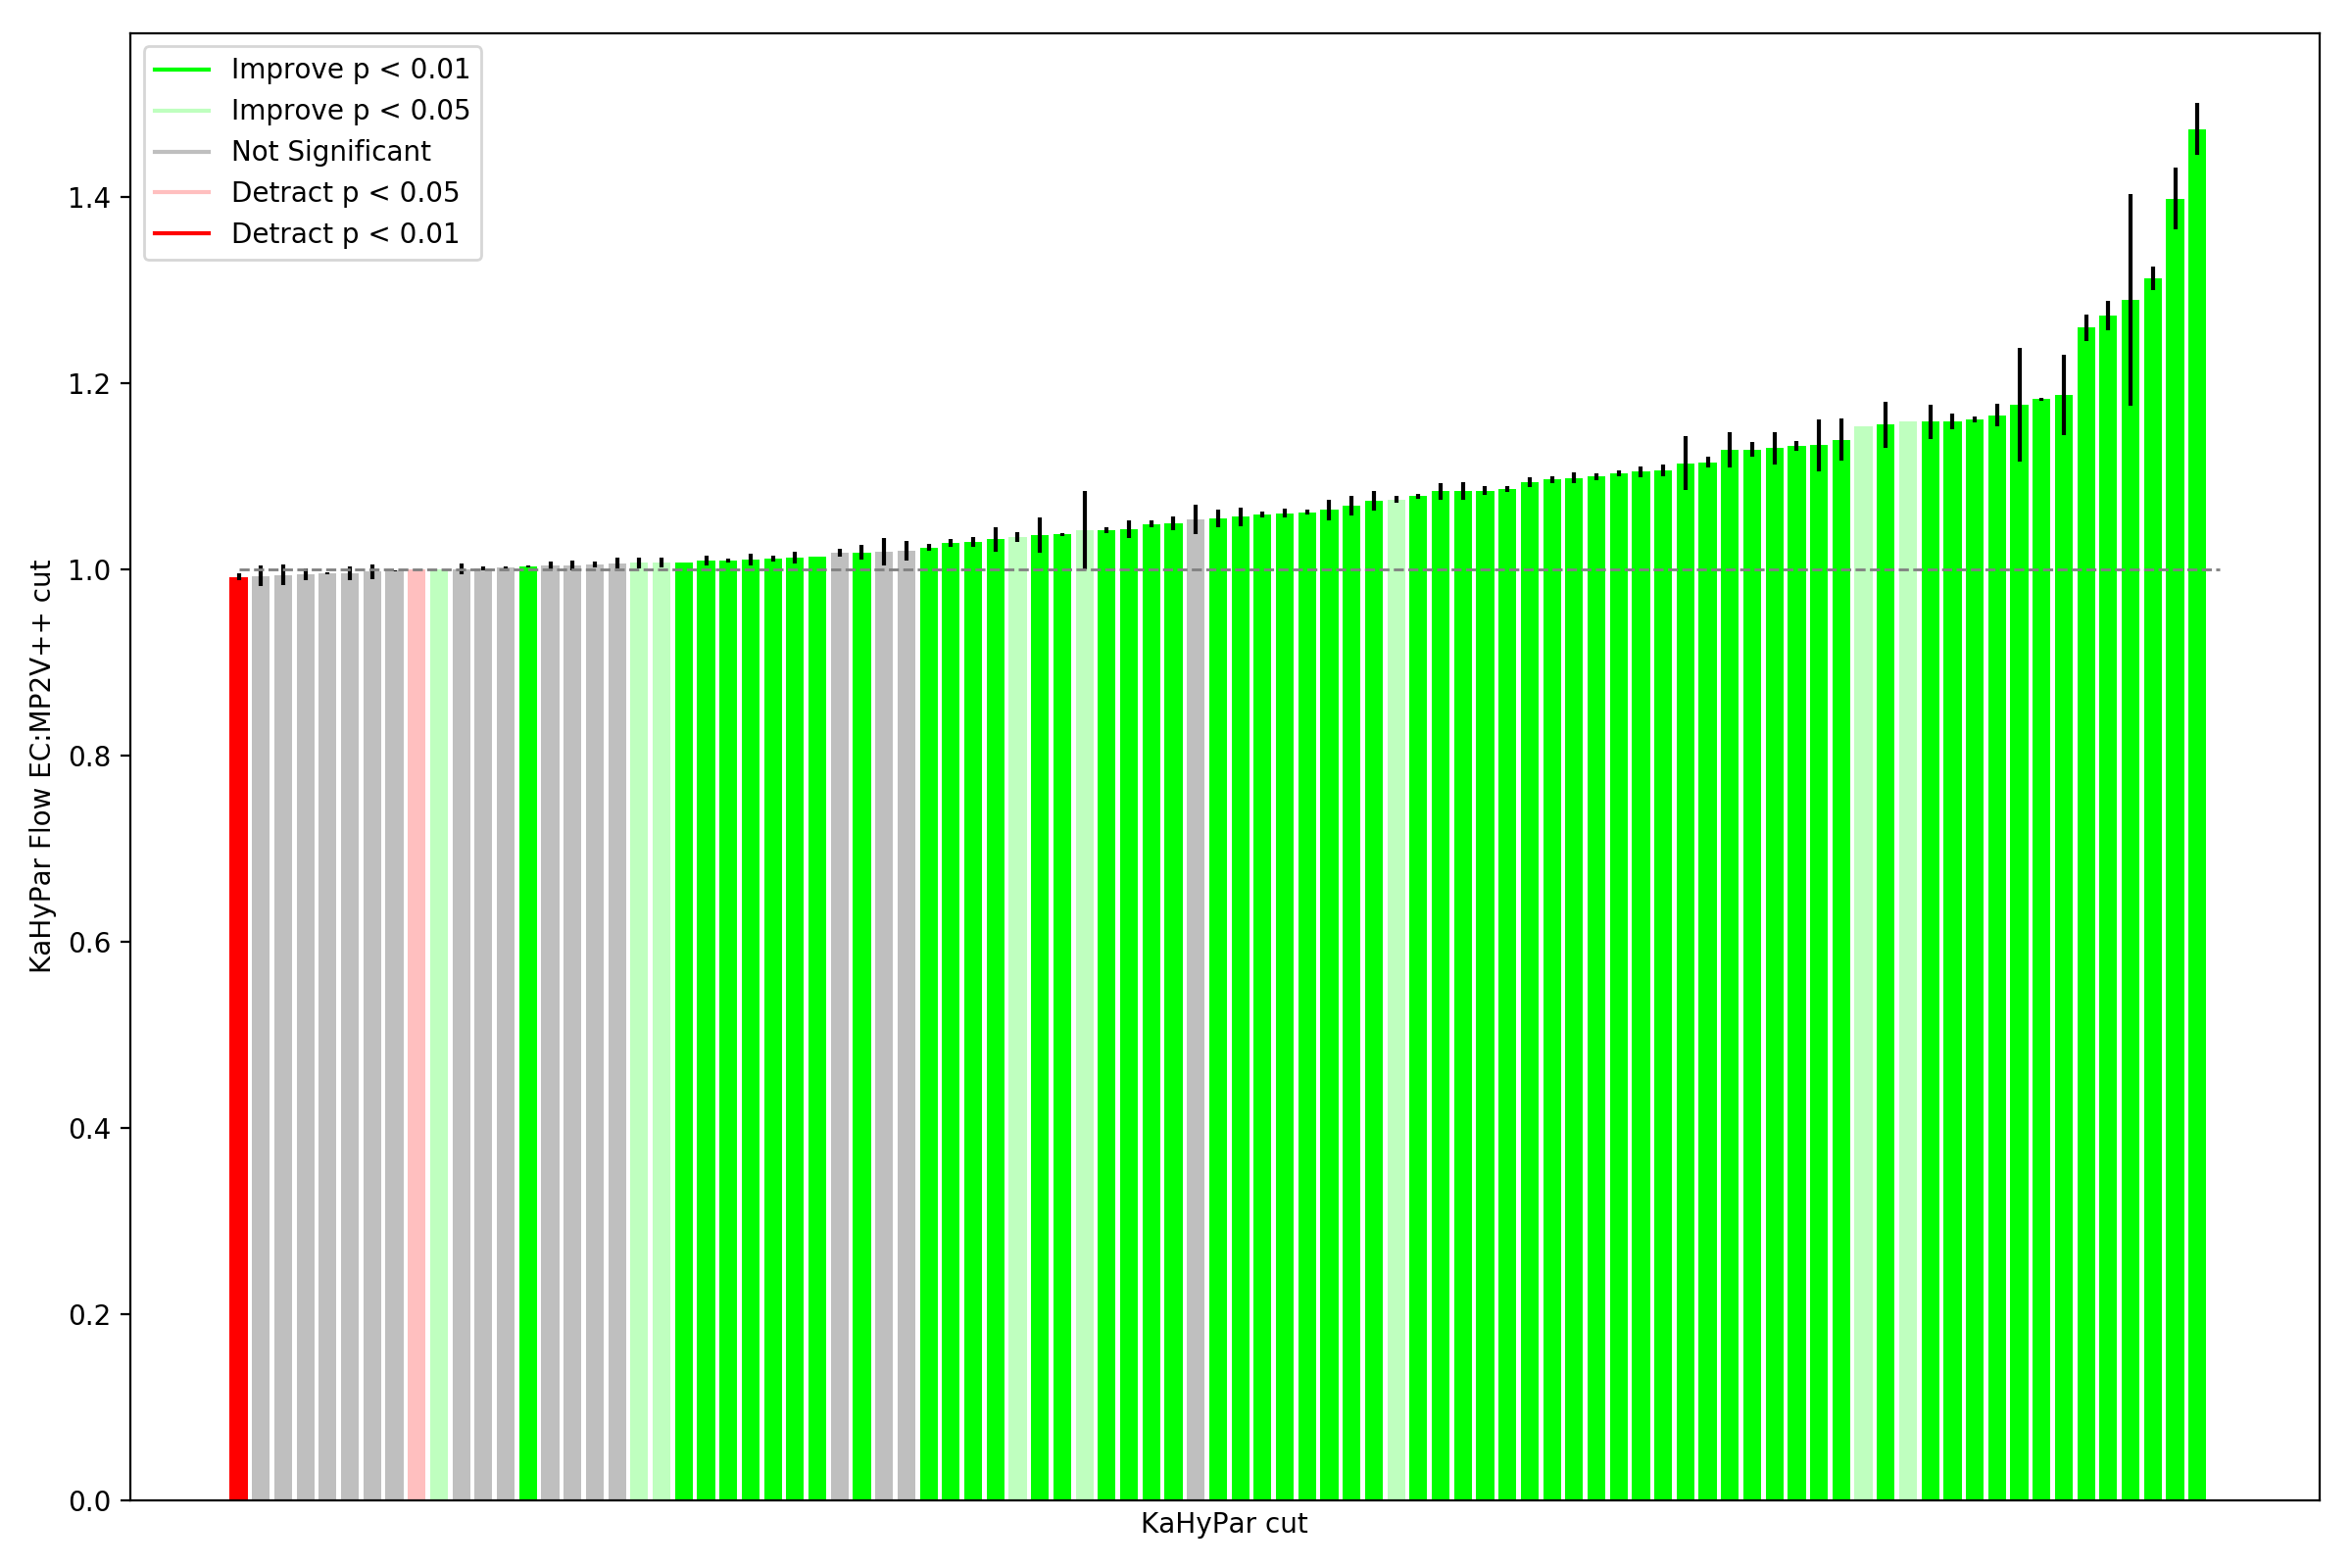 Improve p < 0.01
Improve p < 0.05
Not Significant
Detract p < 0.05
Detract p < 0.01
1.4
1.2
1.0
0.8
0.6
0.4
0.2
0.0
KaHyPar Flow EC:MP2V++ cut
KaHyPar cut